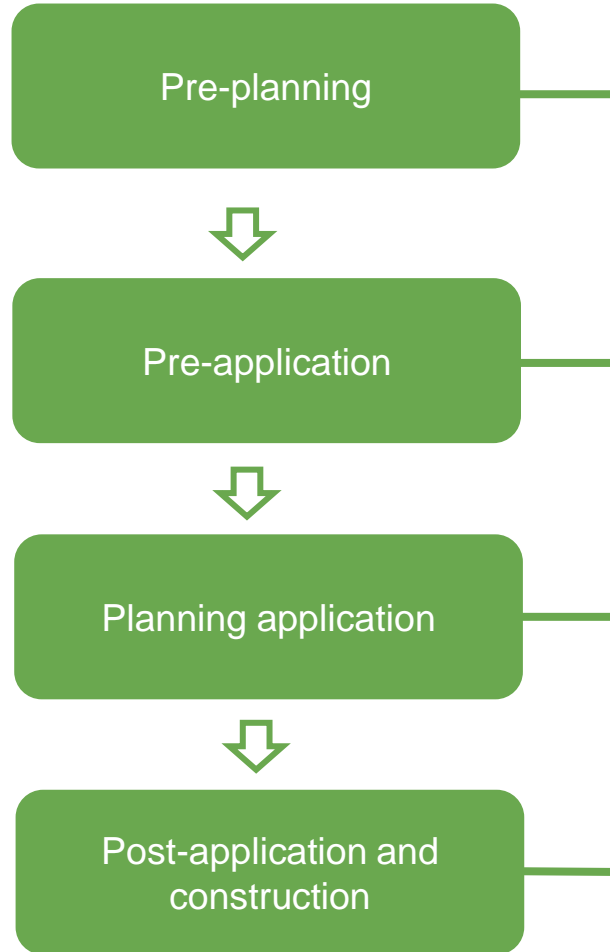 Pre-planning
Pre-application
Planning application
Post-application and
construction